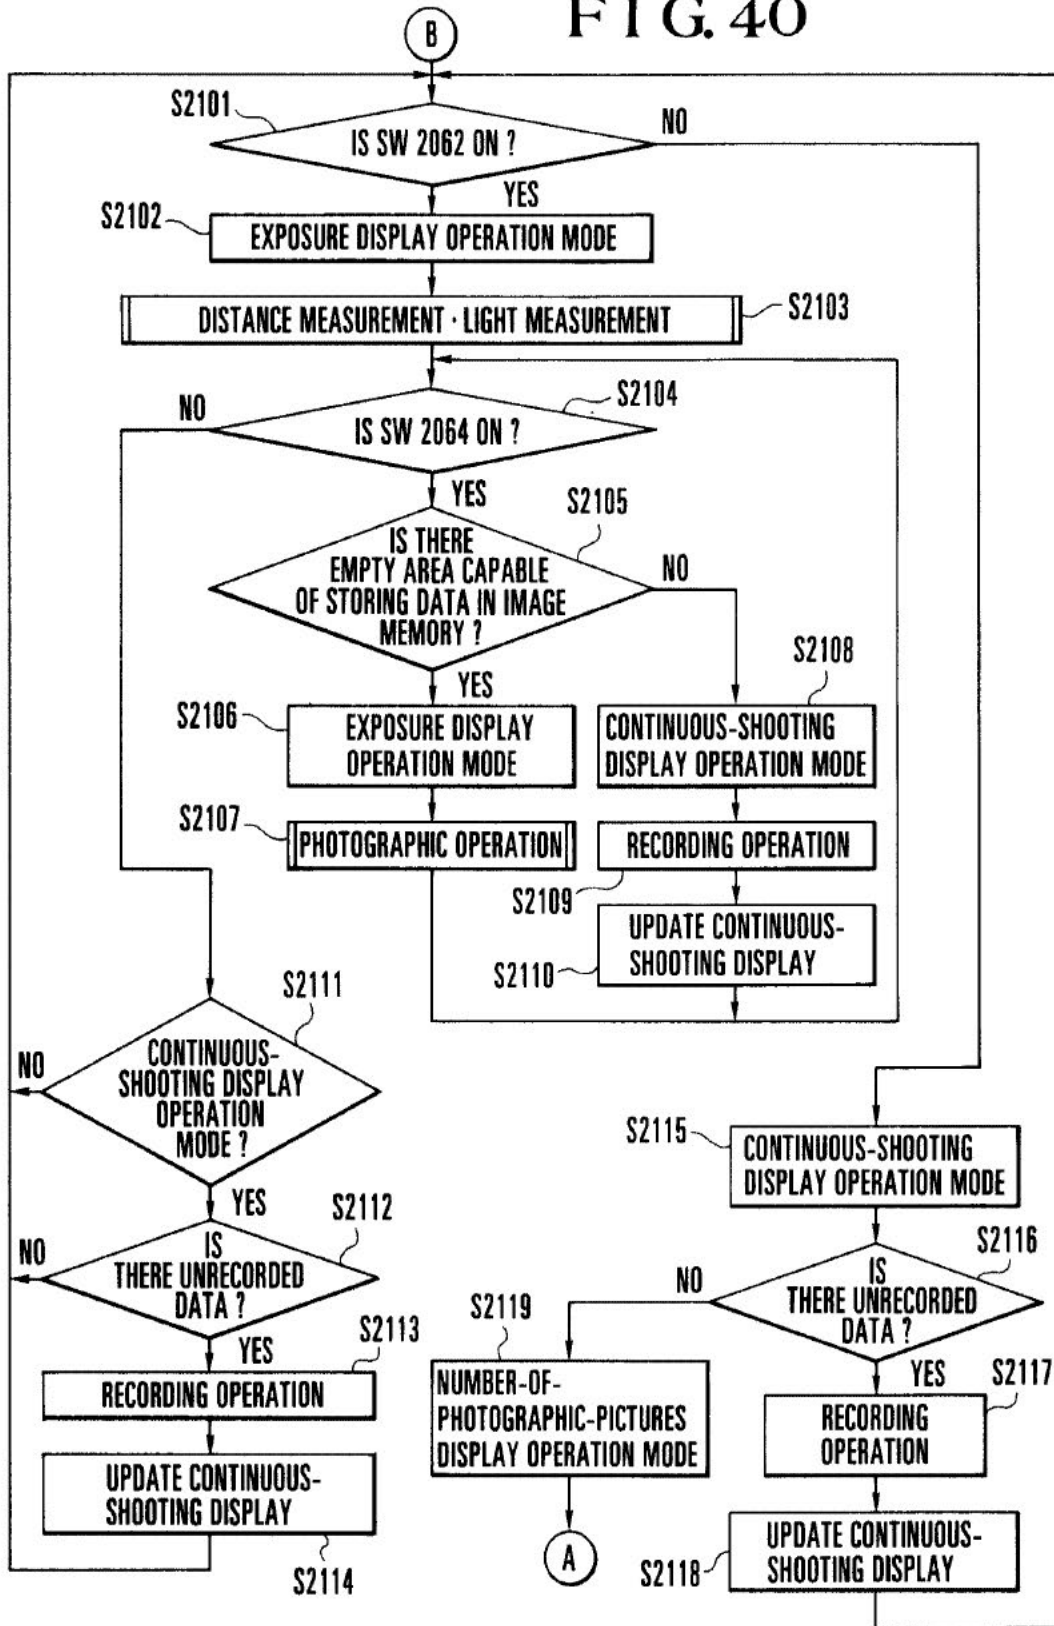 FIG. 40
B
S2101
IS SW 2062 ON ?
NO
YES
S2102
EXPOSURE DISPLAY OPERATION MODE
DISTANCE MEASUREMENT · LIGHT MEASUREMENT
S2103
NO
S2104
IS SW 2064 ON ?
YES
S2105
IS THERE
EMPTY AREA CAPABLE
OF STORING DATA IN IMAGE
MEMORY ?
NO
YES
S2106
EXPOSURE DISPLAY
OPERATION MODE
S2108
CONTINUOUS-SHOOTING
DISPLAY OPERATION MODE
S2107
PHOTOGRAPHIC OPERATION
RECORDING OPERATION
S2109
UPDATE CONTINUOUS-
SHOOTING DISPLAY
S2110
S2111
NO
CONTINUOUS-
SHOOTING DISPLAY
OPERATION
MODE ?
YES
S2112
NO
IS
THERE UNRECORDED
DATA ?
YES
S2113
RECORDING OPERATION
UPDATE CONTINUOUS-
SHOOTING DISPLAY
S2114
S2115
CONTINUOUS-SHOOTING
DISPLAY OPERATION MODE
S2116
NO
IS
THERE UNRECORDED
DATA ?
YES
S2119
NUMBER-OF-
PHOTOGRAPHIC-PICTURES
DISPLAY OPERATION MODE
A
S2117
RECORDING
OPERATION
UPDATE CONTINUOUS-
SHOOTING DISPLAY
S2118